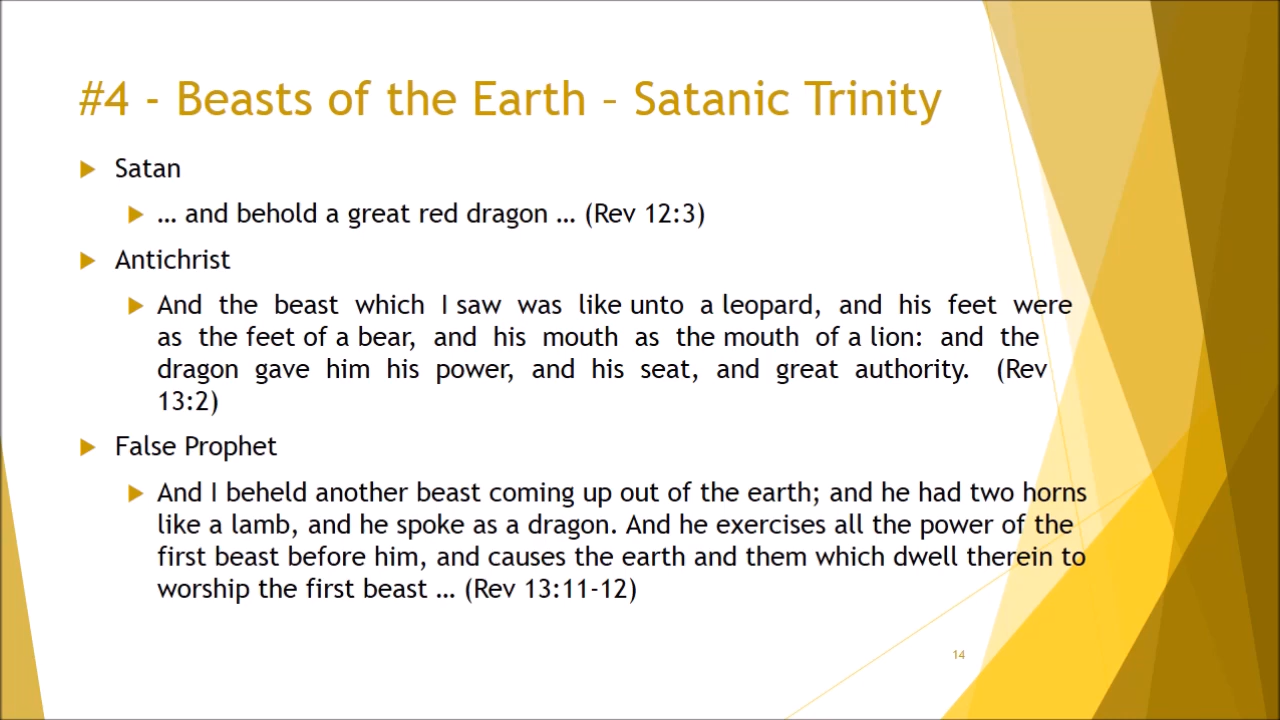 #4 - Beasts of the Earth – Satanic Trinity
Satan
… and behold a great red dragon … (Rev 12:3)
Antichrist
And the beast which I saw was like unto a leopard, and his feet were
as the feet of a bear, and his mouth as the mouth of a lion: and the
dragon gave him his power, and his seat, and great authority. (Rev
13:2)
False Prophet
And I beheld another beast coming up out of the earth; and he had two horns
like a lamb, and he spoke as a dragon. And he exercises all the power of the
first beast before him, and causes the earth and them which dwell therein to
worship the first beast … (Rev 13:11-12)
14